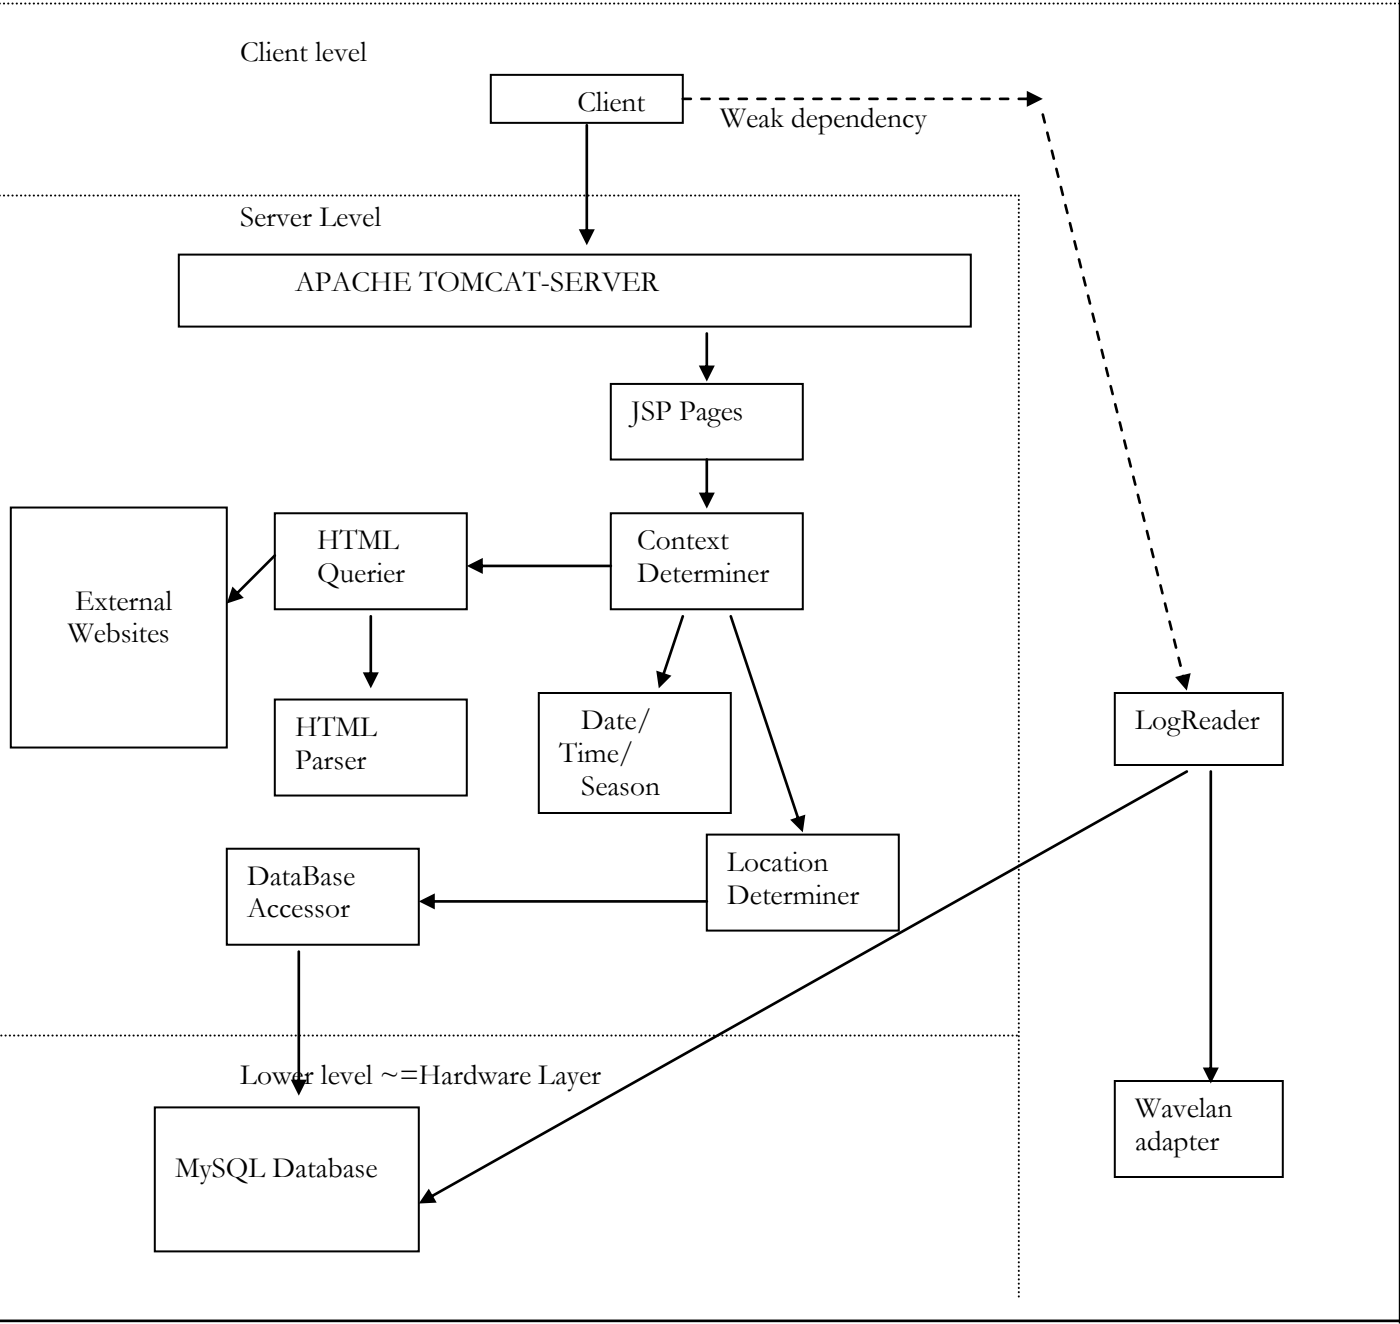 Client level
Client
Weak dependency
Server Level
APACHE TOMCAT-SERVER
JSP Pages
HTML
Querier
Context
Determiner
External
Websites
HTML
Parser
Date/
Time/
Season
LogReader
DataBase
Accessor
Location
Determiner
Lower level ~=Hardware Layer
MySQL Database
Wavelan
adapter